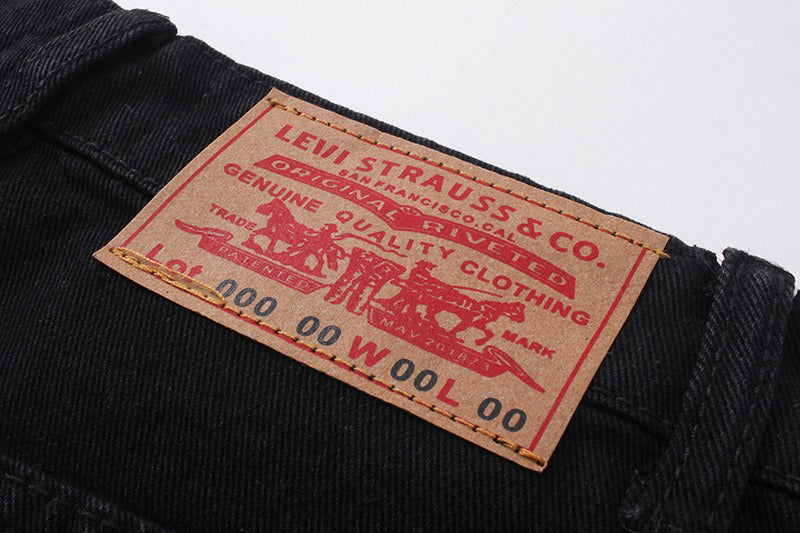 LEVI STRAUSS & CO.
SAN FRANCISCO.CAL
ORIGINAL RIVETED
GENUINE QUALITY CLOTHING
TRADE MARK
PATENTED MAY 20 1873
Lot 000 00 W 00 L 00